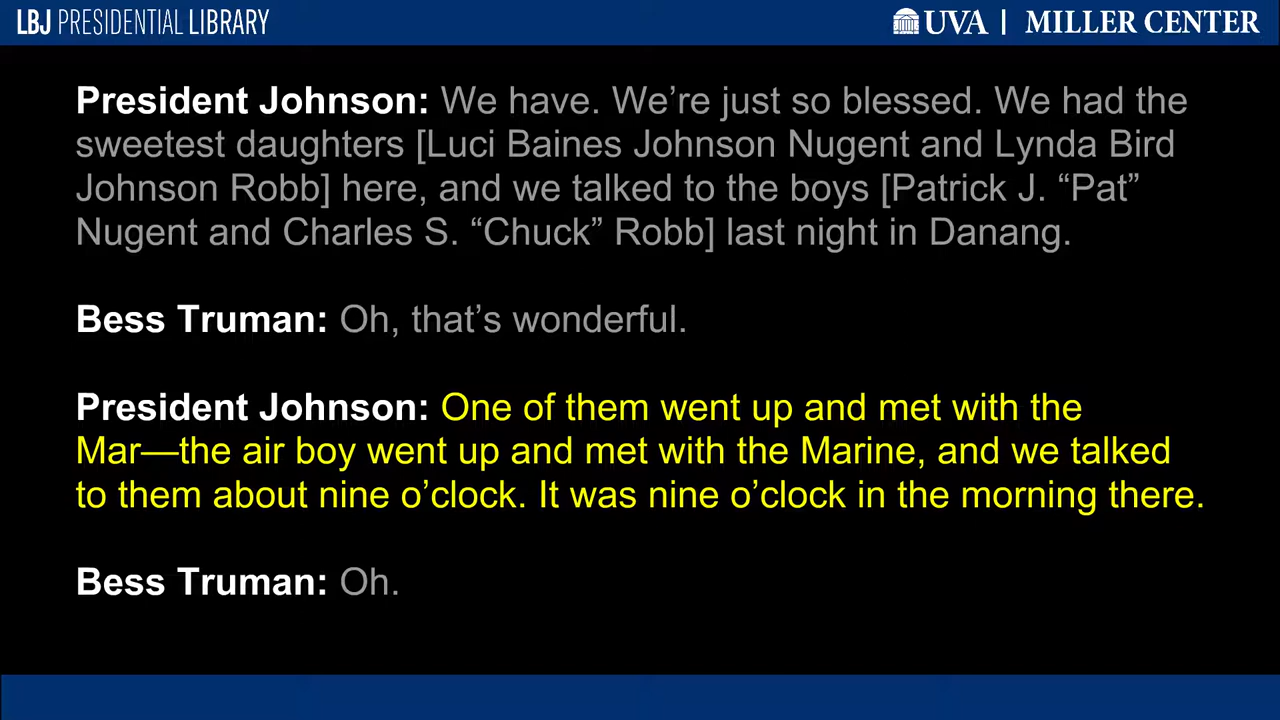 LBJ PRESIDENTIAL LIBRARY
UVA | MILLER CENTER
President Johnson: We have. We’re just so blessed. We had the
sweetest daughters [Luci Baines Johnson Nugent and Lynda Bird
Johnson Robb] here, and we talked to the boys [Patrick J. “Pat”
Nugent and Charles S. “Chuck” Robb] last night in Danang.
Bess Truman: Oh, that’s wonderful.
President Johnson: One of them went up and met with the
Mar—the air boy went up and met with the Marine, and we talked
to them about nine o’clock. It was nine o’clock in the morning there.
Bess Truman: Oh.